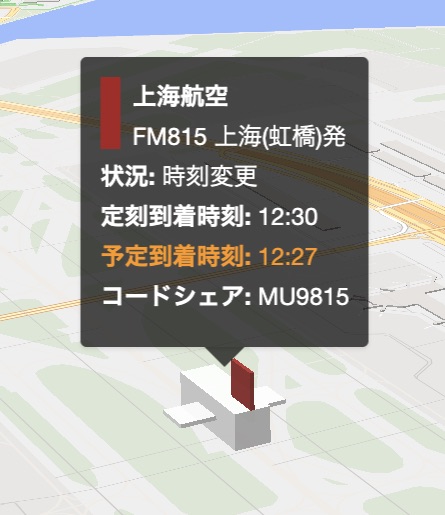 上海航空
FM815 上海(虹橋)発
状況: 時刻変更
定刻到着時刻: 12:30
予定到着時刻: 12:27
コードシェア: MU9815